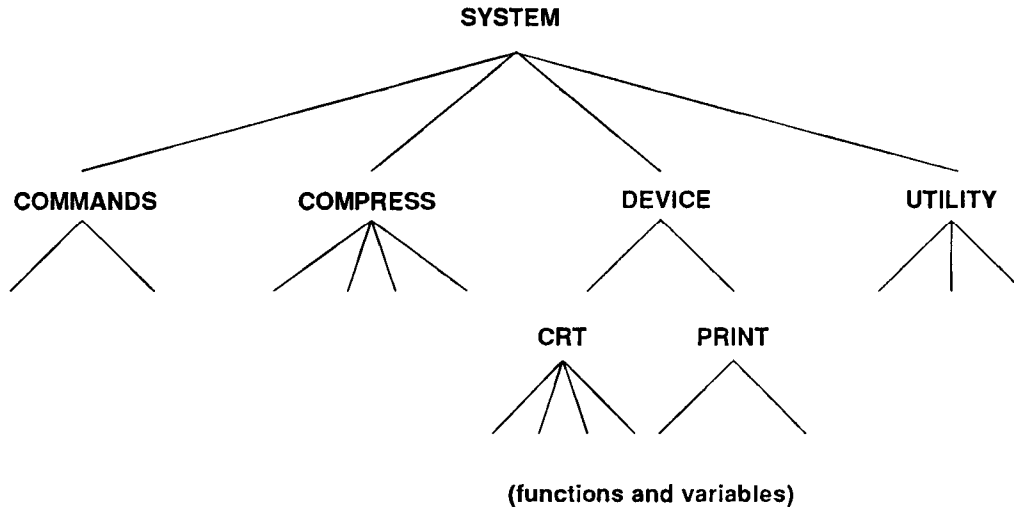 SYSTEM
COMMANDS COMPRESS DEVICE UTILITY
CRT PRINT
(functions and variables)